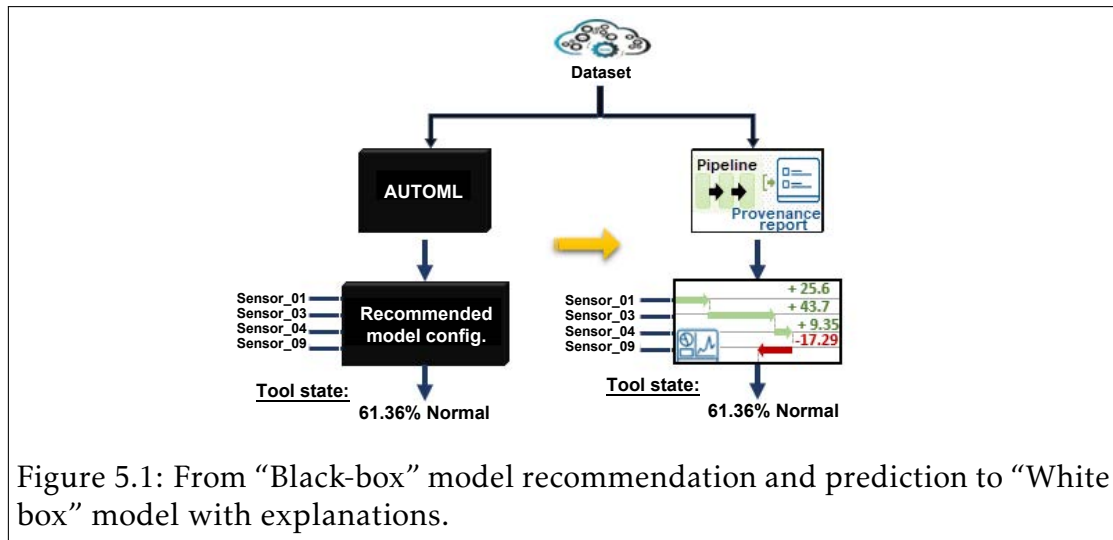 Dataset
AUTOML
Pipeline
Provenance
report
Sensor_01
Sensor_03
Sensor_04
Sensor_09
Recommended
model config.
Tool state:
61.36% Normal
Sensor_01
Sensor_03
Sensor_04
Sensor_09
+ 25.6
+ 43.7
+ 9.35
-17.29
Tool state:
61.36% Normal
Figure 5.1: From “Black-box” model recommendation and prediction to “White
box” model with explanations.